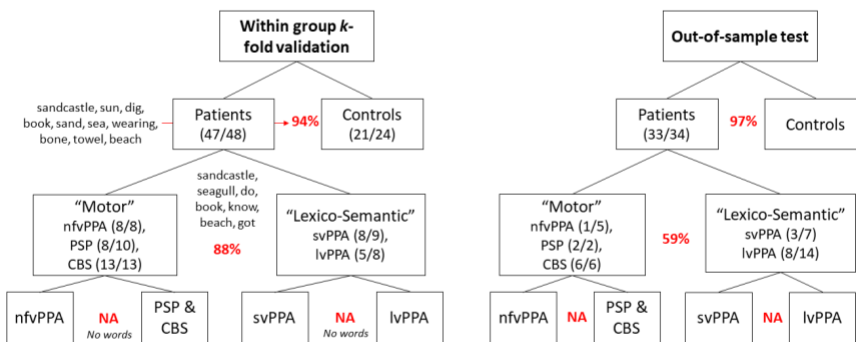 Within group k-
fold validation
sandcastle, sun, dig,
book, sand, sea, wearing,
bone, towel, beach
Patients
(47/48)
94%
Controls
(21/24)
sandcastle,
seagull, do,
book, know,
beach, got
88%
“Motor”
nfvPPA (8/8),
PSP (8/10),
CBS (13/13)
“Lexico-Semantic”
svPPA (8/9),
lvPPA (5/8)
nfvPPA
NA
No words
PSP &
CBS
svPPA
NA
No words
lvPPA
Out-of-sample test
Patients
(33/34)
97%
Controls
“Motor”
nfvPPA (1/5),
PSP (2/2),
CBS (6/6)
59%
“Lexico-Semantic”
svPPA (3/7)
lvPPA (8/14)
nfvPPA
NA
PSP &
CBS
svPPA
NA
lvPPA